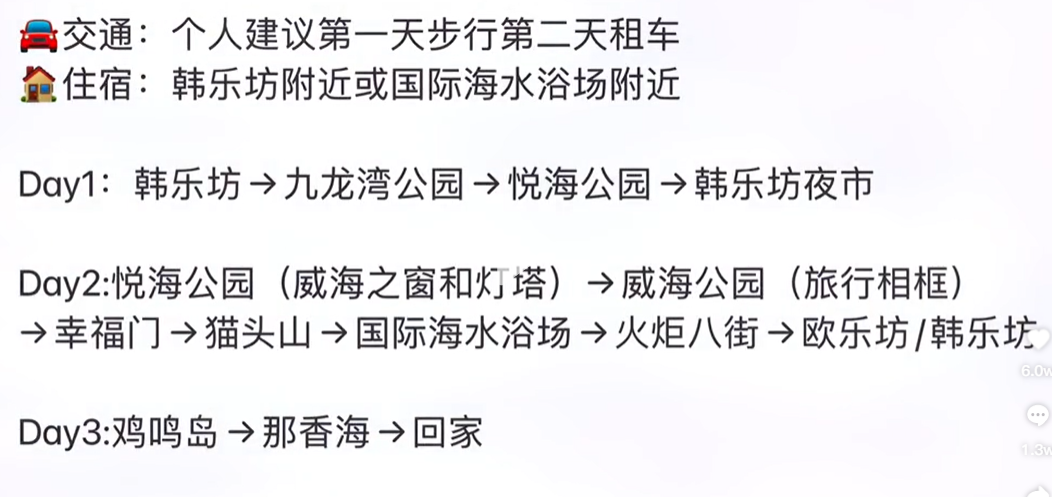 🚗交通：个人建议第一天步行第二天租车
🏠住宿：韩乐坊附近或国际海水浴场附近
Day1：韩乐坊→九龙湾公园→悦海公园→韩乐坊夜市
Day2:悦海公园（威海之窗和灯塔）→威海公园（旅行相框）
→幸福门→猫头山→国际海水浴场→火炬八街→欧乐坊/韩乐坊
Day3:鸡鸣岛→那香海→回家
6.0w
1.3w